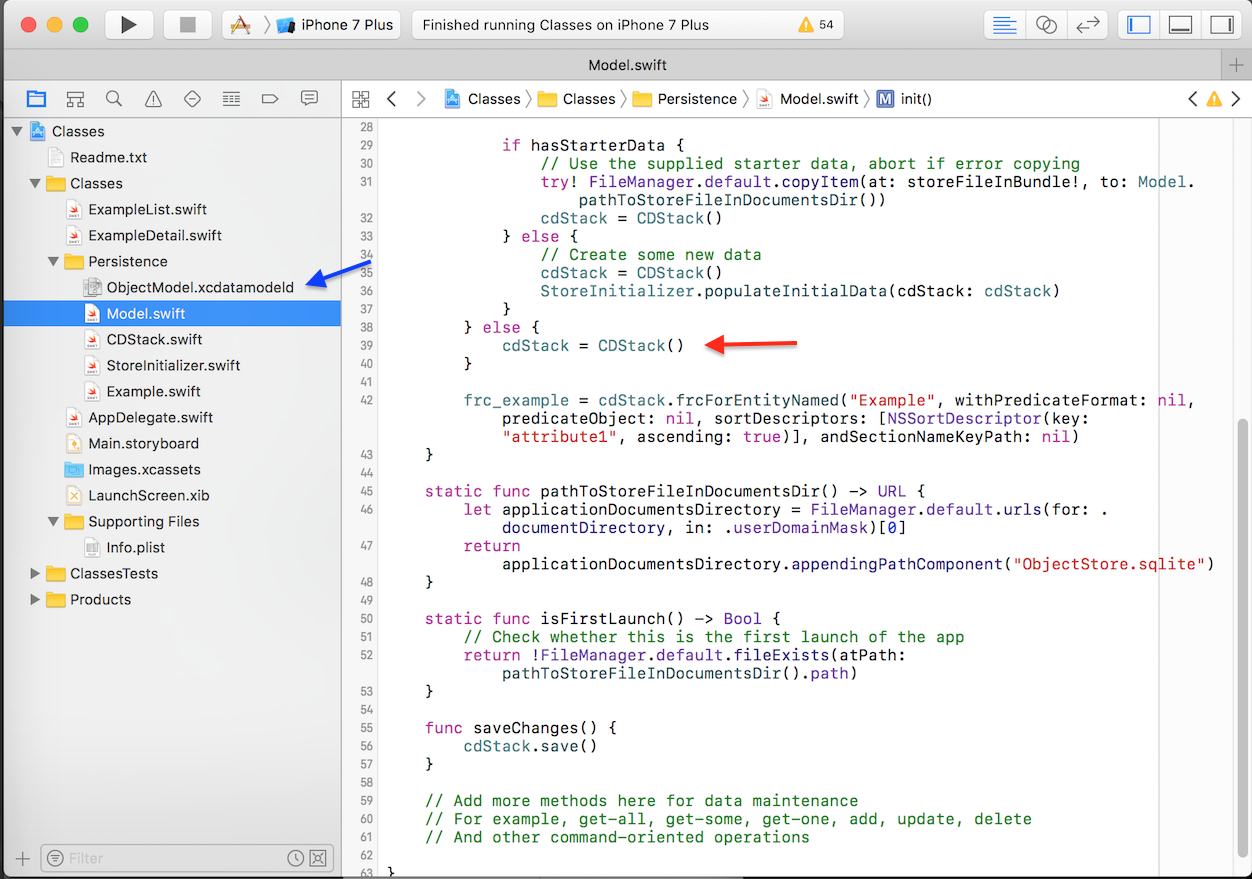 iPhone 7 Plus
Finished running Classes on iPhone 7 Plus
54
Model.swift
Classes
Readme.txt
Classes
ExampleList.swift
ExampleDetail.swift
Persistence
ObjectModel.xcdatamodeld
Model.swift
CDStack.swift
StoreInitializer.swift
Example.swift
AppDelegate.swift
Main.storyboard
Images.xcassets
LaunchScreen.xib
Supporting Files
Info.plist
ClassesTests
Products
Filter
Classes Classes Persistence Model.swift M init()
28
29 if hasStarterData {
30 // Use the supplied starter data, abort if error copying
31 try! FileManager.default.copyItem(at: storeFileInBundle!, to: Model.
pathToStoreFileInDocumentsDir())
32 cdStack = CDStack()
33 } else {
34 // Create some new data
35 cdStack = CDStack()
36 StoreInitializer.populateInitialData(cdStack: cdStack)
37 }
38 } else {
39 cdStack = CDStack()
40 }
41
42 frc_example = cdStack.frcForEntityNamed("Example", withPredicateFormat: nil,
predicateObject: nil, sortDescriptors: [NSSortDescriptor(key:
"attribute1", ascending: true)], andSectionNameKeyPath: nil)
43 }
44
45 static func pathToStoreFileInDocumentsDir() -> URL {
46 let applicationDocumentsDirectory = FileManager.default.urls(for: .
documentDirectory, in: .userDomainMask)[0]
47 return
applicationDocumentsDirectory.appendingPathComponent("ObjectStore.sqlite")
48 }
49
50 static func isFirstLaunch() -> Bool {
51 // Check whether this is the first launch of the app
52 return !FileManager.default.fileExists(atPath:
pathToStoreFileInDocumentsDir().path)
53 }
54
55 func saveChanges() {
56 cdStack.save()
57 }
58
59 // Add more methods here for data maintenance
60 // For example, get-all, get-some, get-one, add, update, delete
61 // And other command-oriented operations
62
63 }